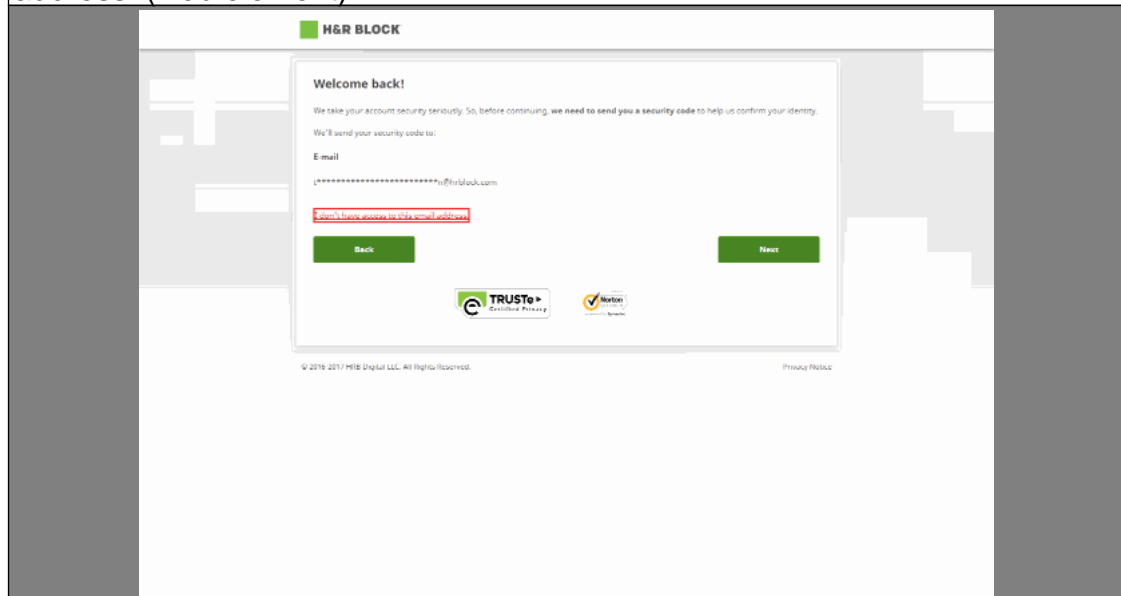 H&R BLOCK
Welcome back!
We take your account security seriously. So, before continuing, we need to send you a security code to help us confirm your identity.
We'll send your security code to:
E-mail
t*************************n@hrblock.com
I don't have access to this email address.
Back
Next
TRUSTe
Certified Privacy
Norton
© 2016-2017 HRB Digital LLC. All Rights Reserved.
Privacy Notice